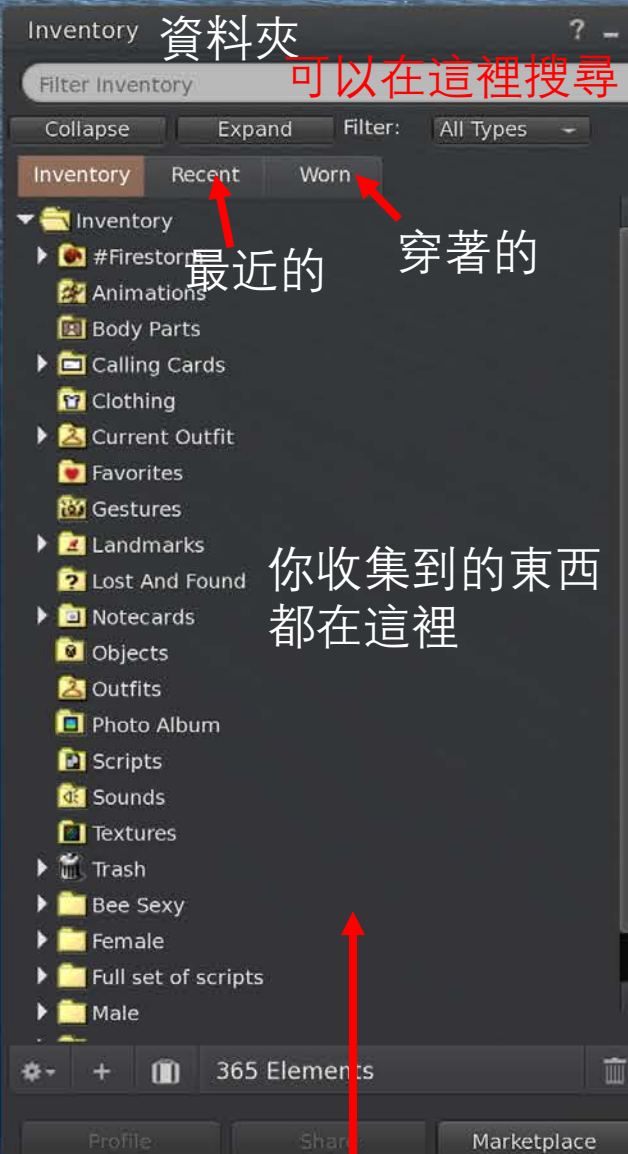 Inventory 資料夾 ?
Filter Inventory 可以在這裡搜尋
Collapse Expand Filter: All Types
Inventory Recent Worn
Inventory
#Firestorm
最近的 穿著的
Animations
Body Parts
Calling Cards
Clothing
Current Outfit
Favorites
Gestures
Landmarks
Lost And Found
你收集到的東西
都在這裡
Notecards
Objects
Outfits
Photo Album
Scripts
Sounds
Textures
Trash
Bee Sexy
Female
Full set of scripts
Male
+ 365 Elements
Profile Share Marketplace